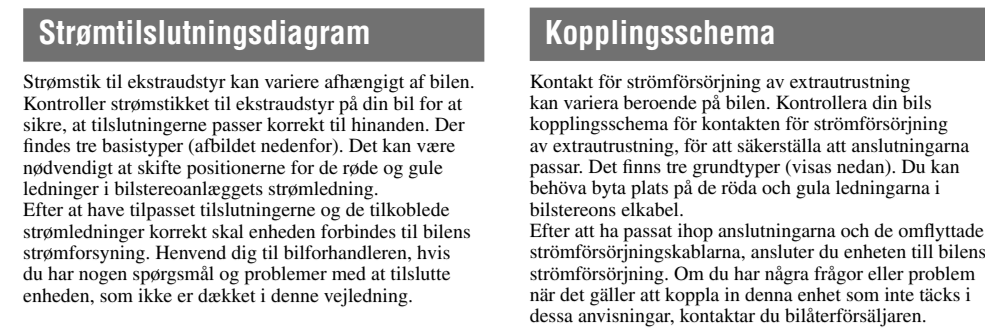 Strømtilslutningsdiagram
Strømstik til ekstraudstyr kan variere afhængigt af bilen.
Kontroller strømstikket til ekstraudstyr på din bil for at
sikre, at tilslutningerne passer korrekt til hinanden. Der
findes tre basistyper (afbildet nedenfor). Det kan være
nødvendigt at skifte positionerne for de røde og gule
ledninger i bilstereoanlæggets strømledning.
Efter at have tilpasset tilslutningerne og de tilkoblede
strømledninger korrekt skal enheden forbindes til bilens
strømforsyning. Henvend dig til bilforhandleren, hvis
du har nogen spørgsmål og problemer med at tilslutte
enheden, som ikke er dækket i denne vejledning.
Kopplingsschema
Kontakt för strömförsörjning av extrautrustning
kan variera beroende på bilen. Kontrollera din bils
kopplingsschema för kontakten för strömförsörjning
av extrautrustning, för att säkerställa att anslutningarna
passar. Det finns tre grundtyper (visas nedan). Du kan
behöva byta plats på de röda och gula ledningarna i
bilstereons elkabel.
Efter att ha passat ihop anslutningarna och de omflyttade
strömförsörjningskablarna, ansluter du enheten till bilens
strömförsörjning. Om du har några frågor eller problem
när det gäller att koppla in denna enhet som inte täcks i
dessa anvisningar, kontaktar du bilåterförsäljaren.